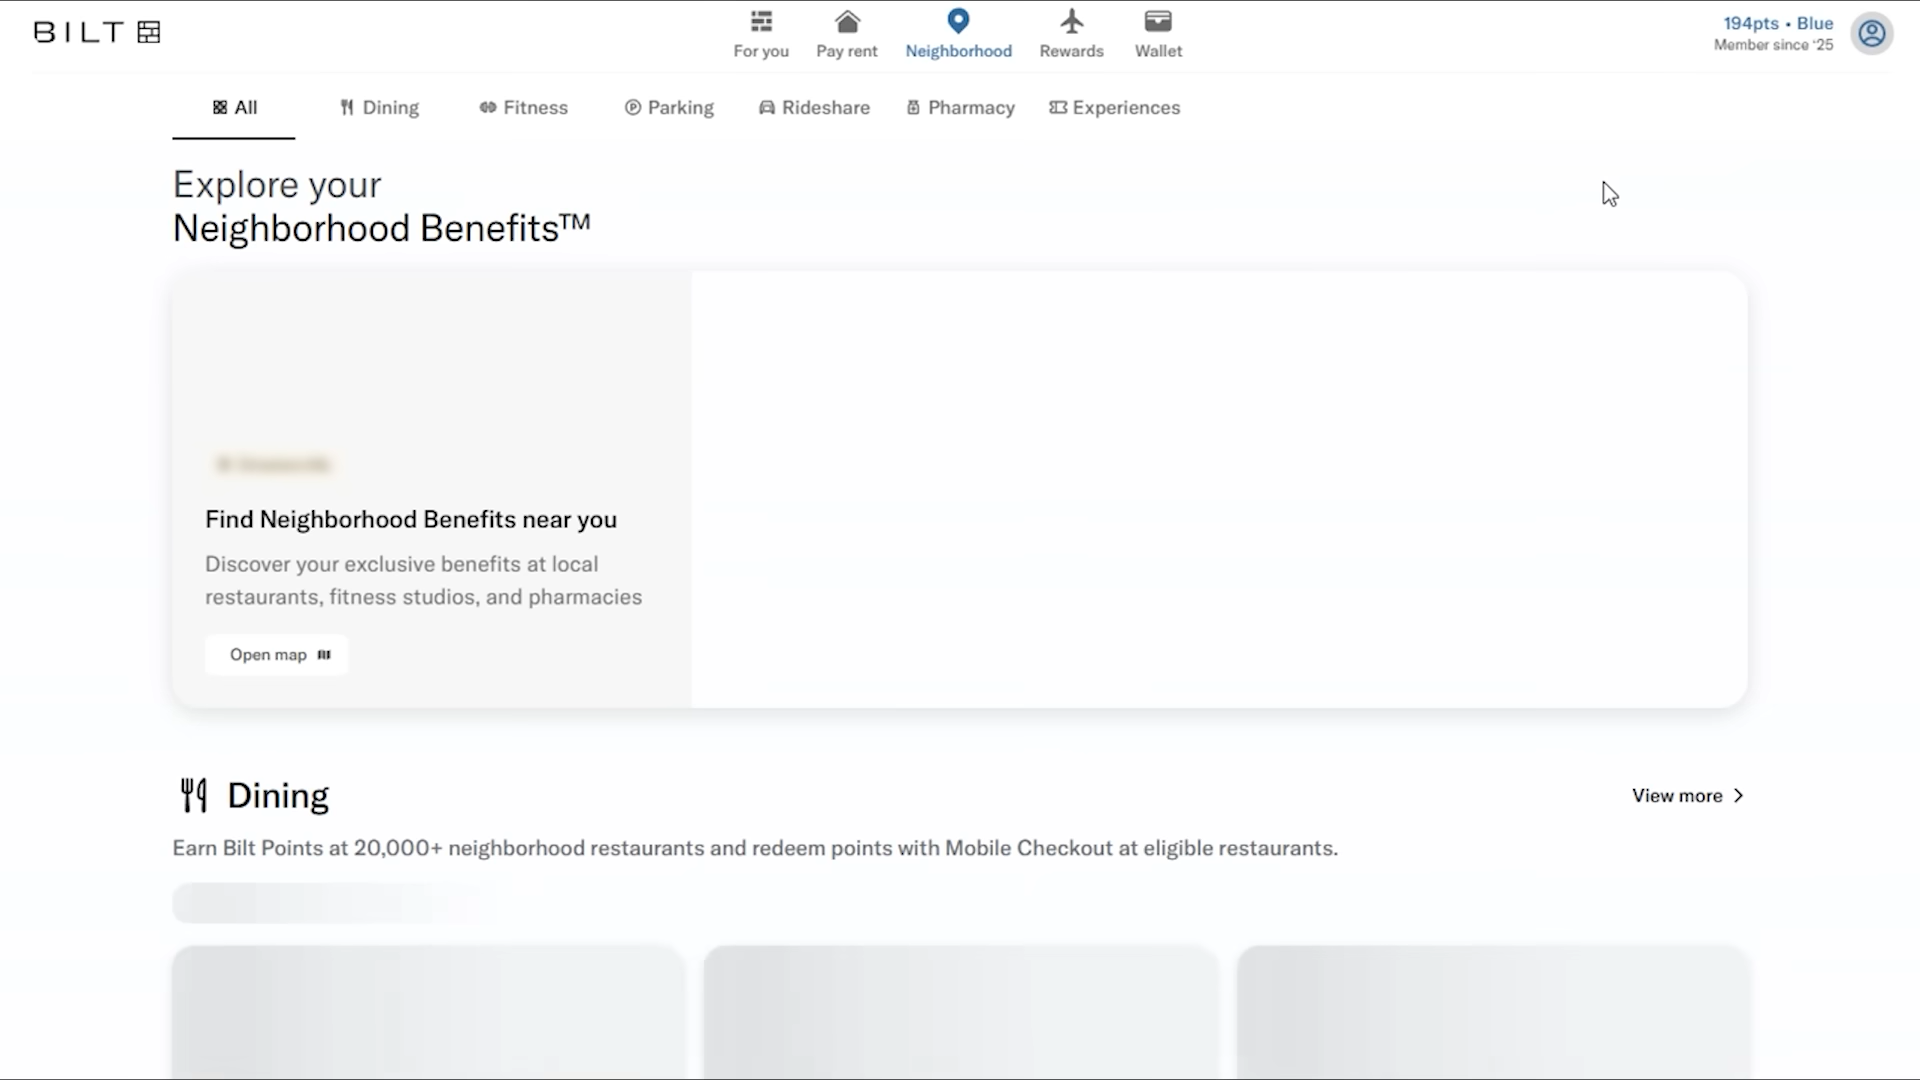 BILT
For you
Pay rent
Neighborhood
Rewards
Wallet
194pts • Blue
Member since '25
All
Dining
Fitness
Parking
Rideshare
Pharmacy
Experiences
Explore your
Neighborhood Benefits™
Find Neighborhood Benefits near you
Discover your exclusive benefits at local
restaurants, fitness studios, and pharmacies
Open map
Dining
View more
Earn Bilt Points at 20,000+ neighborhood restaurants and redeem points with Mobile Checkout at eligible restaurants.